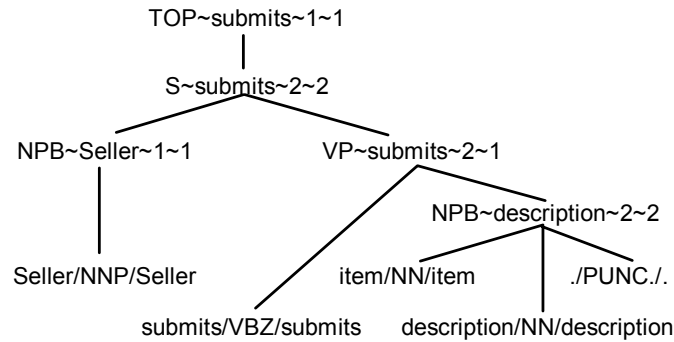 TOP~submits~1~1
S~submits~2~2
NPB~Seller~1~1 VP~submits~2~1
NPB~description~2~2
Seller/NNP/Seller item/NN/item ./PUNC./.
submits/VBZ/submits description/NN/description